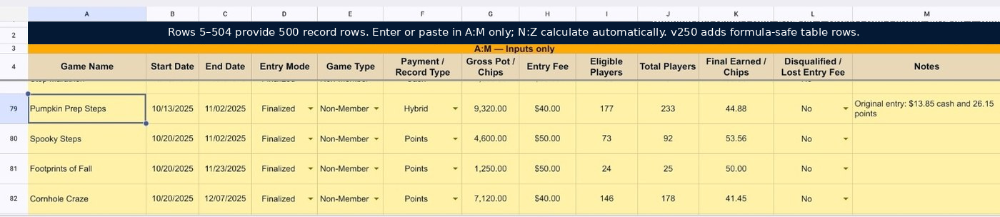 A B C D E F G H I J K L M
2 Rows 5–504 provide 500 record rows. Enter or paste in A:M only; N:Z calculate automatically. v250 adds formula-safe table rows.
3 A:M — Inputs only
4 Game Name Start Date End Date Entry Mode Game Type Payment / Record Type Gross Pot / Chips Entry Fee Eligible Players Total Players Final Earned / Chips Disqualified / Lost Entry Fee Notes
79 Pumpkin Prep Steps 10/13/2025 11/02/2025 Finalized Non-Member Hybrid 9,320.00 $40.00 177 233 44.88 No Original entry: $13.85 cash and 26.15 points
80 Spooky Steps 10/20/2025 11/02/2025 Finalized Non-Member Points 4,600.00 $50.00 73 92 53.56 No
81 Footprints of Fall 10/20/2025 11/23/2025 Finalized Non-Member Points 1,250.00 $50.00 24 25 50.00 No
82 Cornhole Craze 10/20/2025 12/07/2025 Finalized Non-Member Points 7,120.00 $40.00 146 178 41.45 No